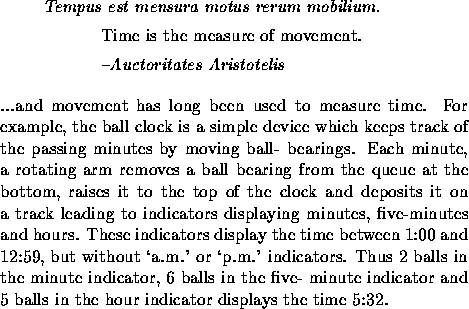 Tempus est mensura motus rerum mobilium.
Time is the measure of movement.
–Auctoritates Aristotelis
...and movement has long been used to measure time. For
example, the ball clock is a simple device which keeps track of
the passing minutes by moving ball- bearings. Each minute,
a rotating arm removes a ball bearing from the queue at the
bottom, raises it to the top of the clock and deposits it on
a track leading to indicators displaying minutes, five-minutes
and hours. These indicators display the time between 1:00 and
12:59, but without ‘a.m.’ or ‘p.m.’ indicators. Thus 2 balls in
the minute indicator, 6 balls in the five- minute indicator and
5 balls in the hour indicator displays the time 5:32.